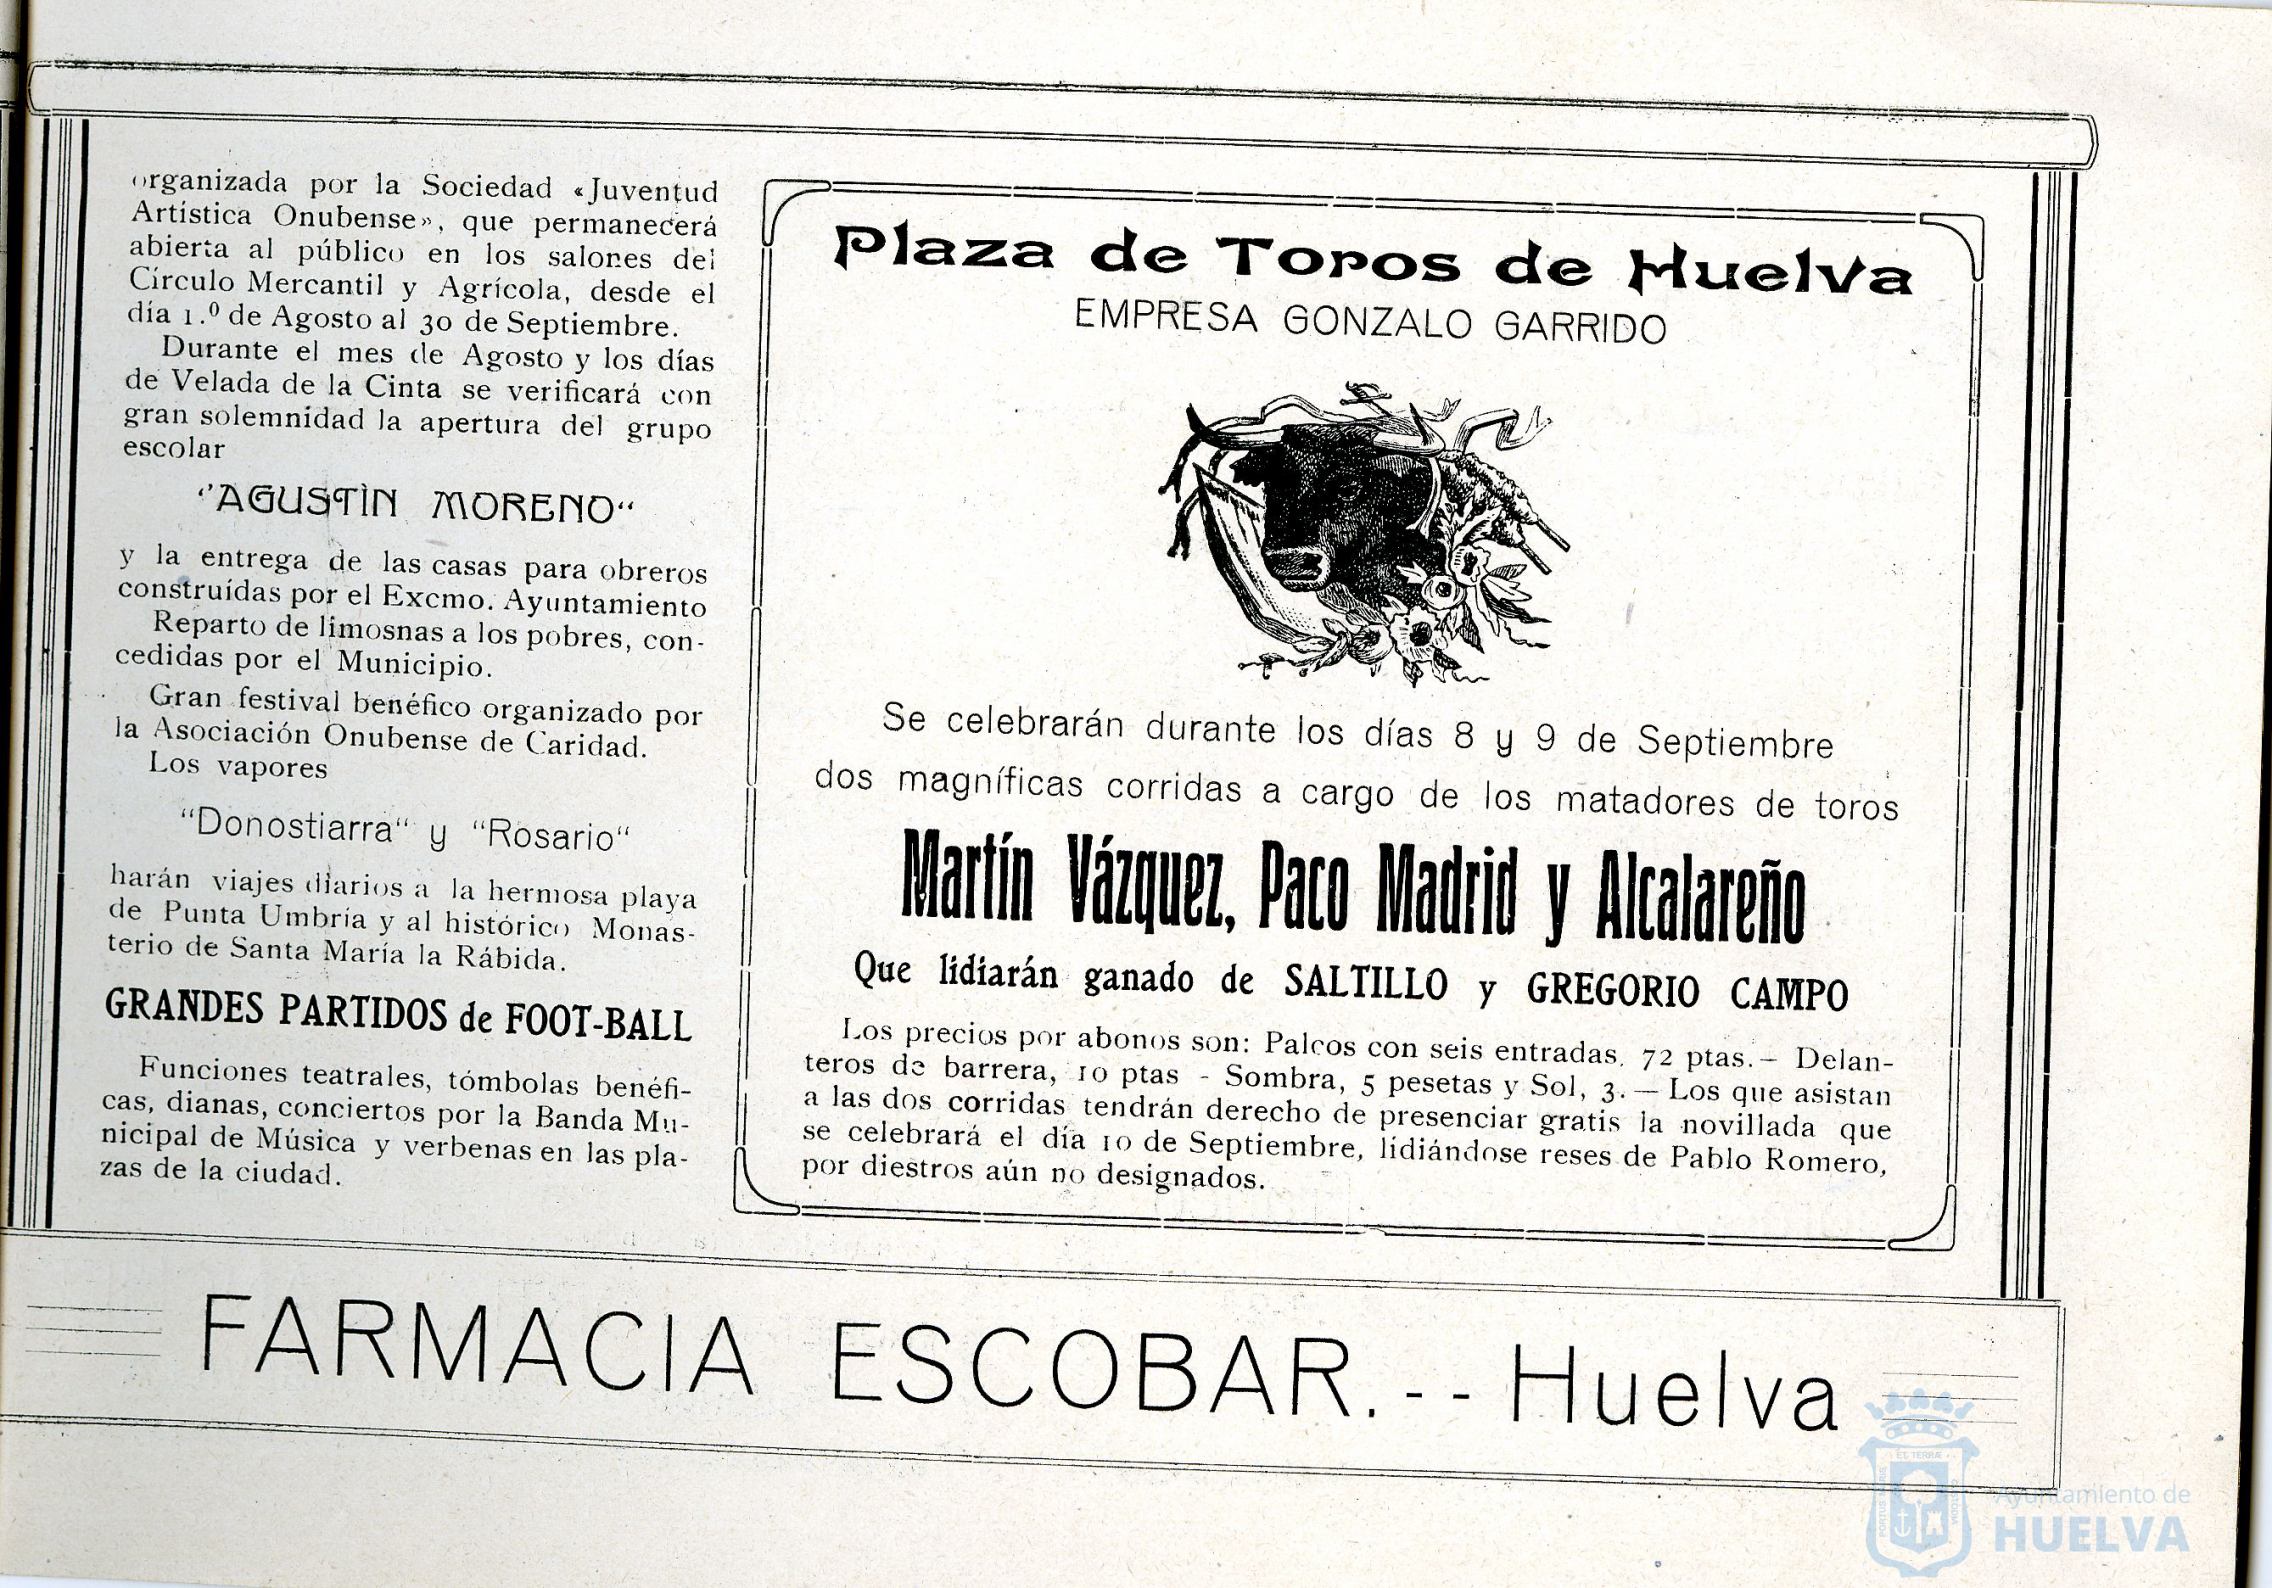 organizada por la Sociedad «Juventud
Artística Onubense», que permanecerá
abierta al público en los salones del
Círculo Mercantil y Agrícola, desde el
día 1.º de Agosto al 30 de Septiembre.
Durante el mes de Agosto y los días
de Velada de la Cinta se verificará con
gran solemnidad la apertura del grupo
escolar
"AGUSTÌN MORENO"
y la entrega de las casas para obreros
construídas por el Excmo. Ayuntamiento
Reparto de limosnas a los pobres, con-
cedidas por el Municipio.
Gran festival benéfico organizado por
la Asociación Onubense de Caridad.
Los vapores
"Donostiarra" y "Rosario"
harán viajes diarios a la hermosa playa
de Punta Umbría y al histórico Monas-
terio de Santa María la Rábida.
GRANDES PARTIDOS de FOOT-BALL
Funciones teatrales, tómbolas benéfi-
cas, dianas, conciertos por la Banda Mu-
nicipal de Música y verbenas en las pla-
zas de la ciudad.
Plaza de Toros de Huelva
EMPRESA GONZALO GARRIDO
Se celebrarán durante los días 8 y 9 de Septiembre
dos magníficas corridas a cargo de los matadores de toros
Martín Vázquez, Paco Madrid y Alcalareño
Que lidiarán ganado de SALTILLO y GREGORIO CAMPO
Los precios por abonos son: Palcos con seis entradas, 72 ptas.— Delan-
teros de barrera, 10 ptas - Sombra, 5 pesetas y Sol, 3.— Los que asistan
a las dos corridas tendrán derecho de presenciar gratis la novillada que
se celebrará el día 10 de Septiembre, lidiándose reses de Pablo Romero,
por diestros aún no designados.
FARMACIA ESCOBAR.-- Huelva
ET TERRÆ
PORTUS MARIS
CUSTODIA
Ayuntamiento de
HUELVA